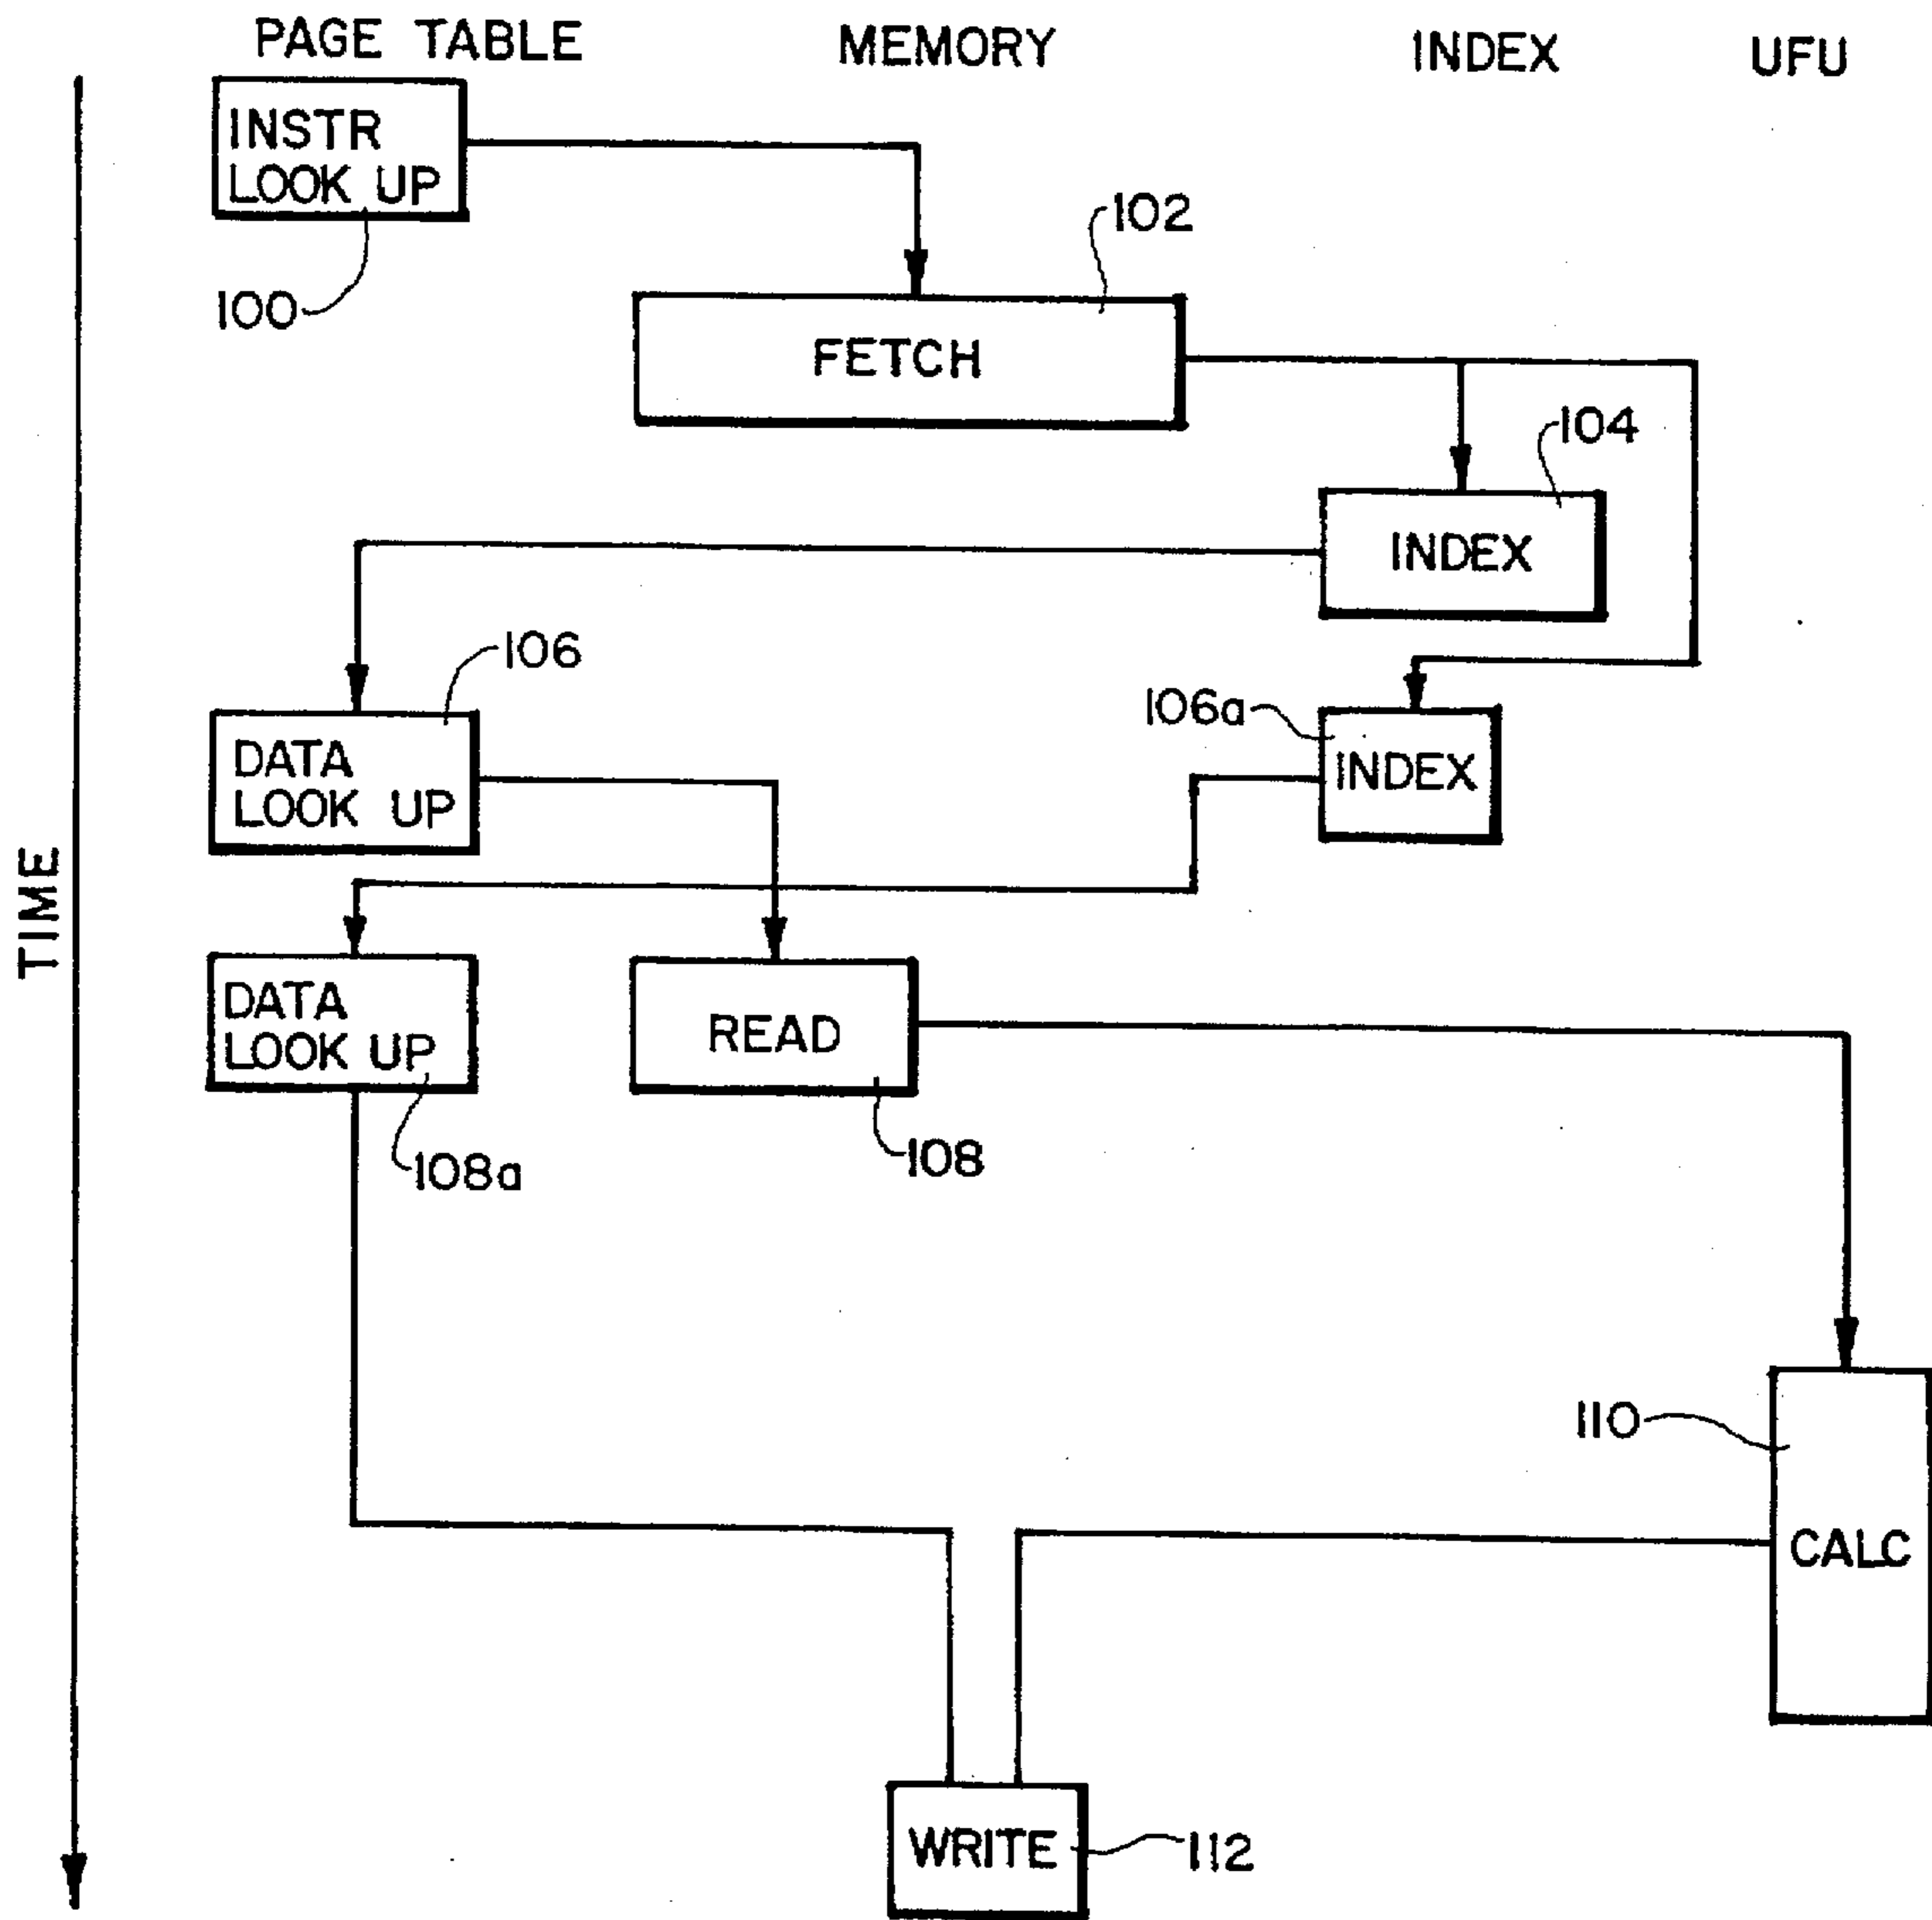 PAGE TABLE MEMORY INDEX UFU
INSTR
LOOK UP
102
100
FETCH
104
INDEX
106
106a
DATA
LOOK UP
INDEX
TIME
DATA
LOOK UP
READ
108a
108
110
CALC
WRITE
112